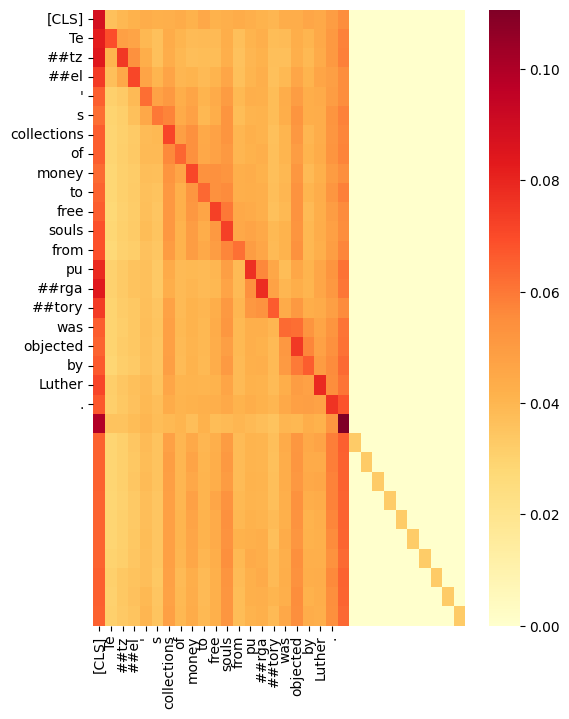 [CLS]
Te
##tz
##el
'
s
collections
of
money
to
free
souls
from
pu
##rga
##tory
was
objected
by
Luther
.
[CLS]
Te
##tz
##el
'
s
collections
of
money
to
free
souls
from
pu
##rga
##tory
was
objected
by
Luther
.
0.10
0.08
0.06
0.04
0.02
0.00